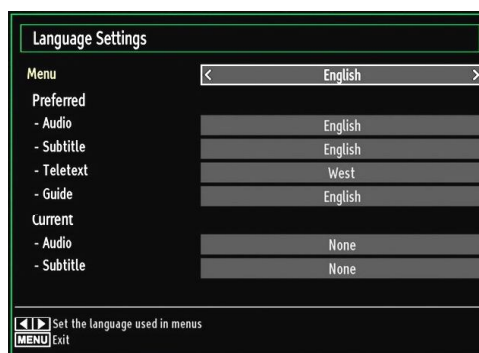 Language Settings
Menu < English >
Preferred
- Audio English
- Subtitle English
- Teletext West
- Guide English
Current
- Audio None
- Subtitle None
Set the language used in menus
MENU Exit